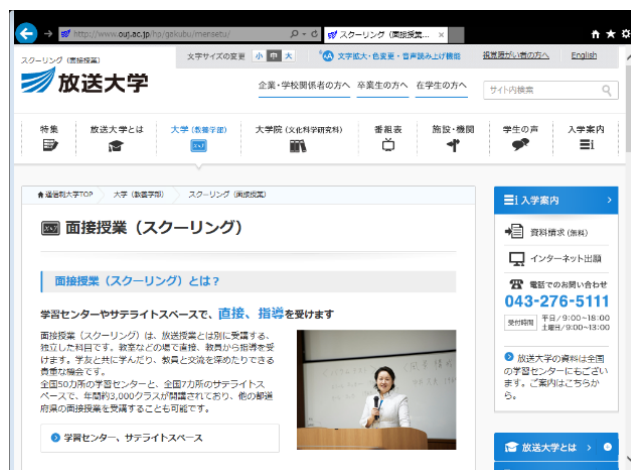 http://www.ouj.ac.jp/hp/gakubu/mensetu/
スクーリング (面接授業...
スクーリング (面接授業)
文字サイズの変更 小 中 大
文字拡大・色変更・音声読み上げ機能
視覚障がい者の方へ
English
放送大学
企業・学校関係者の方へ 卒業生の方へ 在学生の方へ
サイト内検索
特集 放送大学とは 大学 (教養学部) 大学院 (文化科学研究科) 番組表 施設・機関 学生の声 入学案内
通信制大学TOP 大学 (教養学部) スクーリング (面接授業)
面接授業（スクーリング）
面接授業（スクーリング）とは？
学習センターやサテライトスペースで、直接、指導を受けます
面接授業（スクーリング）は、放送授業とは別に受講する、
独立した科目です。教室などの場で直接、教員から指導を受
けます。学友と共に学んだり、教員と交流を深めたりできる
貴重な機会です。
全国50カ所の学習センターと、全国7カ所のサテライトス
ペースで、年間約3,000クラスが開講されており、他の都道
府県の面接授業を受講することも可能です。
学習センター、サテライトスペース
入学案内
資料請求 (無料)
インターネット出願
電話でのお問い合わせ
043-276-5111
受付時間 平日/9:00~18:00
土曜日/9:00~13:00
放送大学の資料は全国
の学習センターにもござい
ます。ご案内はこちらか
ら。
放送大学とは